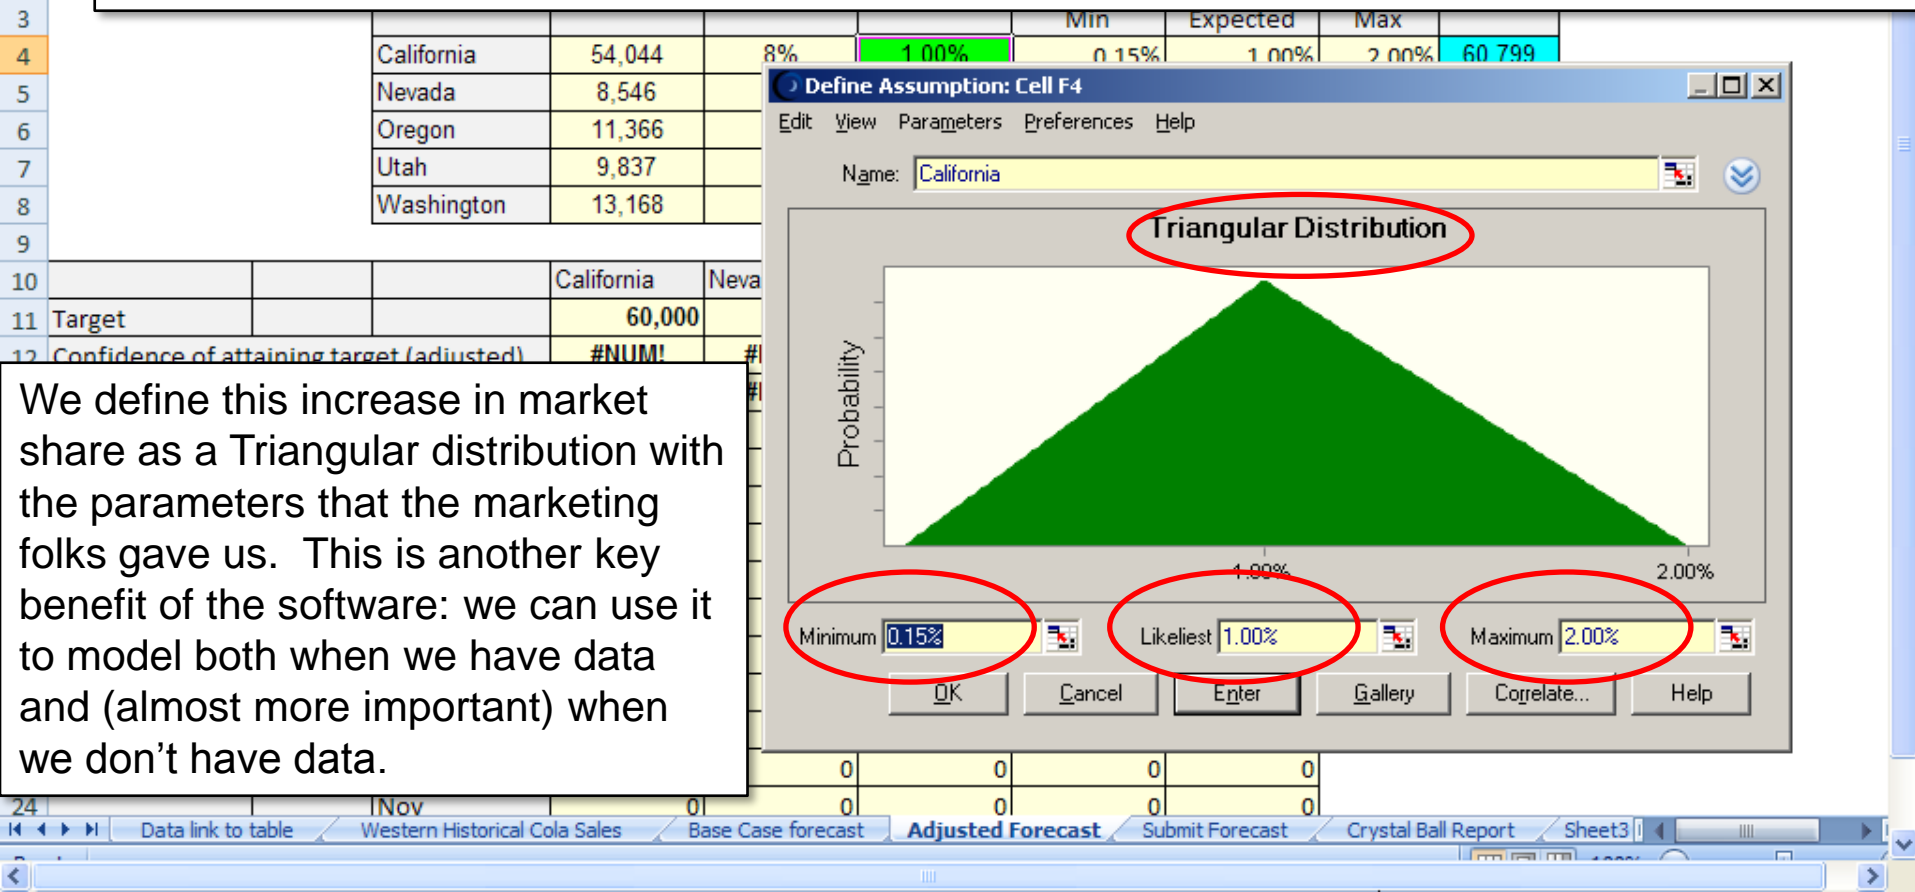 3 Min Expected Max
4 California 54,044 8% 1.00% 0.15% 1.00% 2.00% 60,799
5 Nevada 8,546
6 Oregon 11,366
7 Utah 9,837
8 Washington 13,168
9
10 California Neva
11 Target 60,000
12 Confidence of attaining target (adjusted) #NUM! #
#
Define Assumption: Cell F4
Edit View Parameters Preferences Help
Name: California
Triangular Distribution
Probability
1.00% 2.00%
Minimum 0.15% Likeliest 1.00% Maximum 2.00%
OK Cancel Enter Gallery Correlate... Help
We define this increase in market
share as a Triangular distribution with
the parameters that the marketing
folks gave us. This is another key
benefit of the software: we can use it
to model both when we have data
and (almost more important) when
we don't have data.
0 0 0 0
24 Nov 0 0 0 0 0
Data link to table Western Historical Cola Sales Base Case forecast Adjusted Forecast Submit Forecast Crystal Ball Report Sheet3